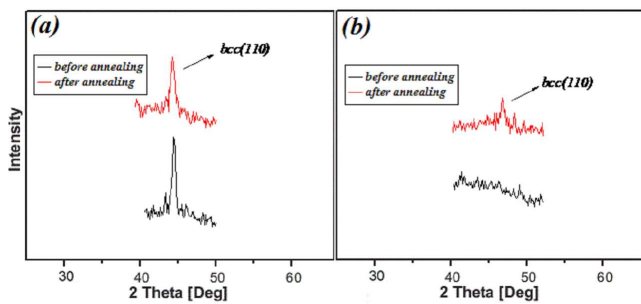 (a)
bcc(110)
before annealing
after annealing
Intensity
30
40
50
60
2 Theta [Deg]
(b)
bcc(110)
before annealing
after annealing
30
40
50
60
2 Theta [Deg]